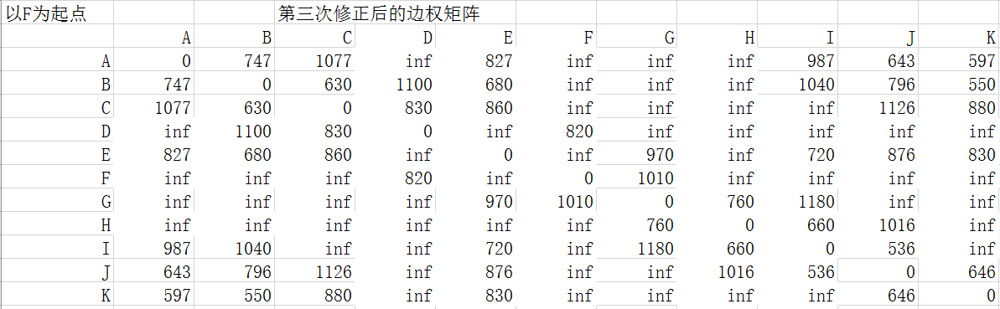 以F为起点 第三次修正后的边权矩阵
A B C D E F G H I J K
A 0 747 1077 inf 827 inf inf inf 987 643 597
B 747 0 630 1100 680 inf inf inf 1040 796 550
C 1077 630 0 830 860 inf inf inf inf 1126 880
D inf 1100 830 0 inf 820 inf inf inf inf inf
E 827 680 860 inf 0 inf 970 inf 720 876 830
F inf inf inf 820 inf 0 1010 inf inf inf inf
G inf inf inf inf 970 1010 0 760 1180 inf inf
H inf inf inf inf inf inf 760 0 660 1016 inf
I 987 1040 inf inf 720 inf 1180 660 0 536 inf
J 643 796 1126 inf 876 inf inf 1016 536 0 646
K 597 550 880 inf 830 inf inf inf inf 646 0